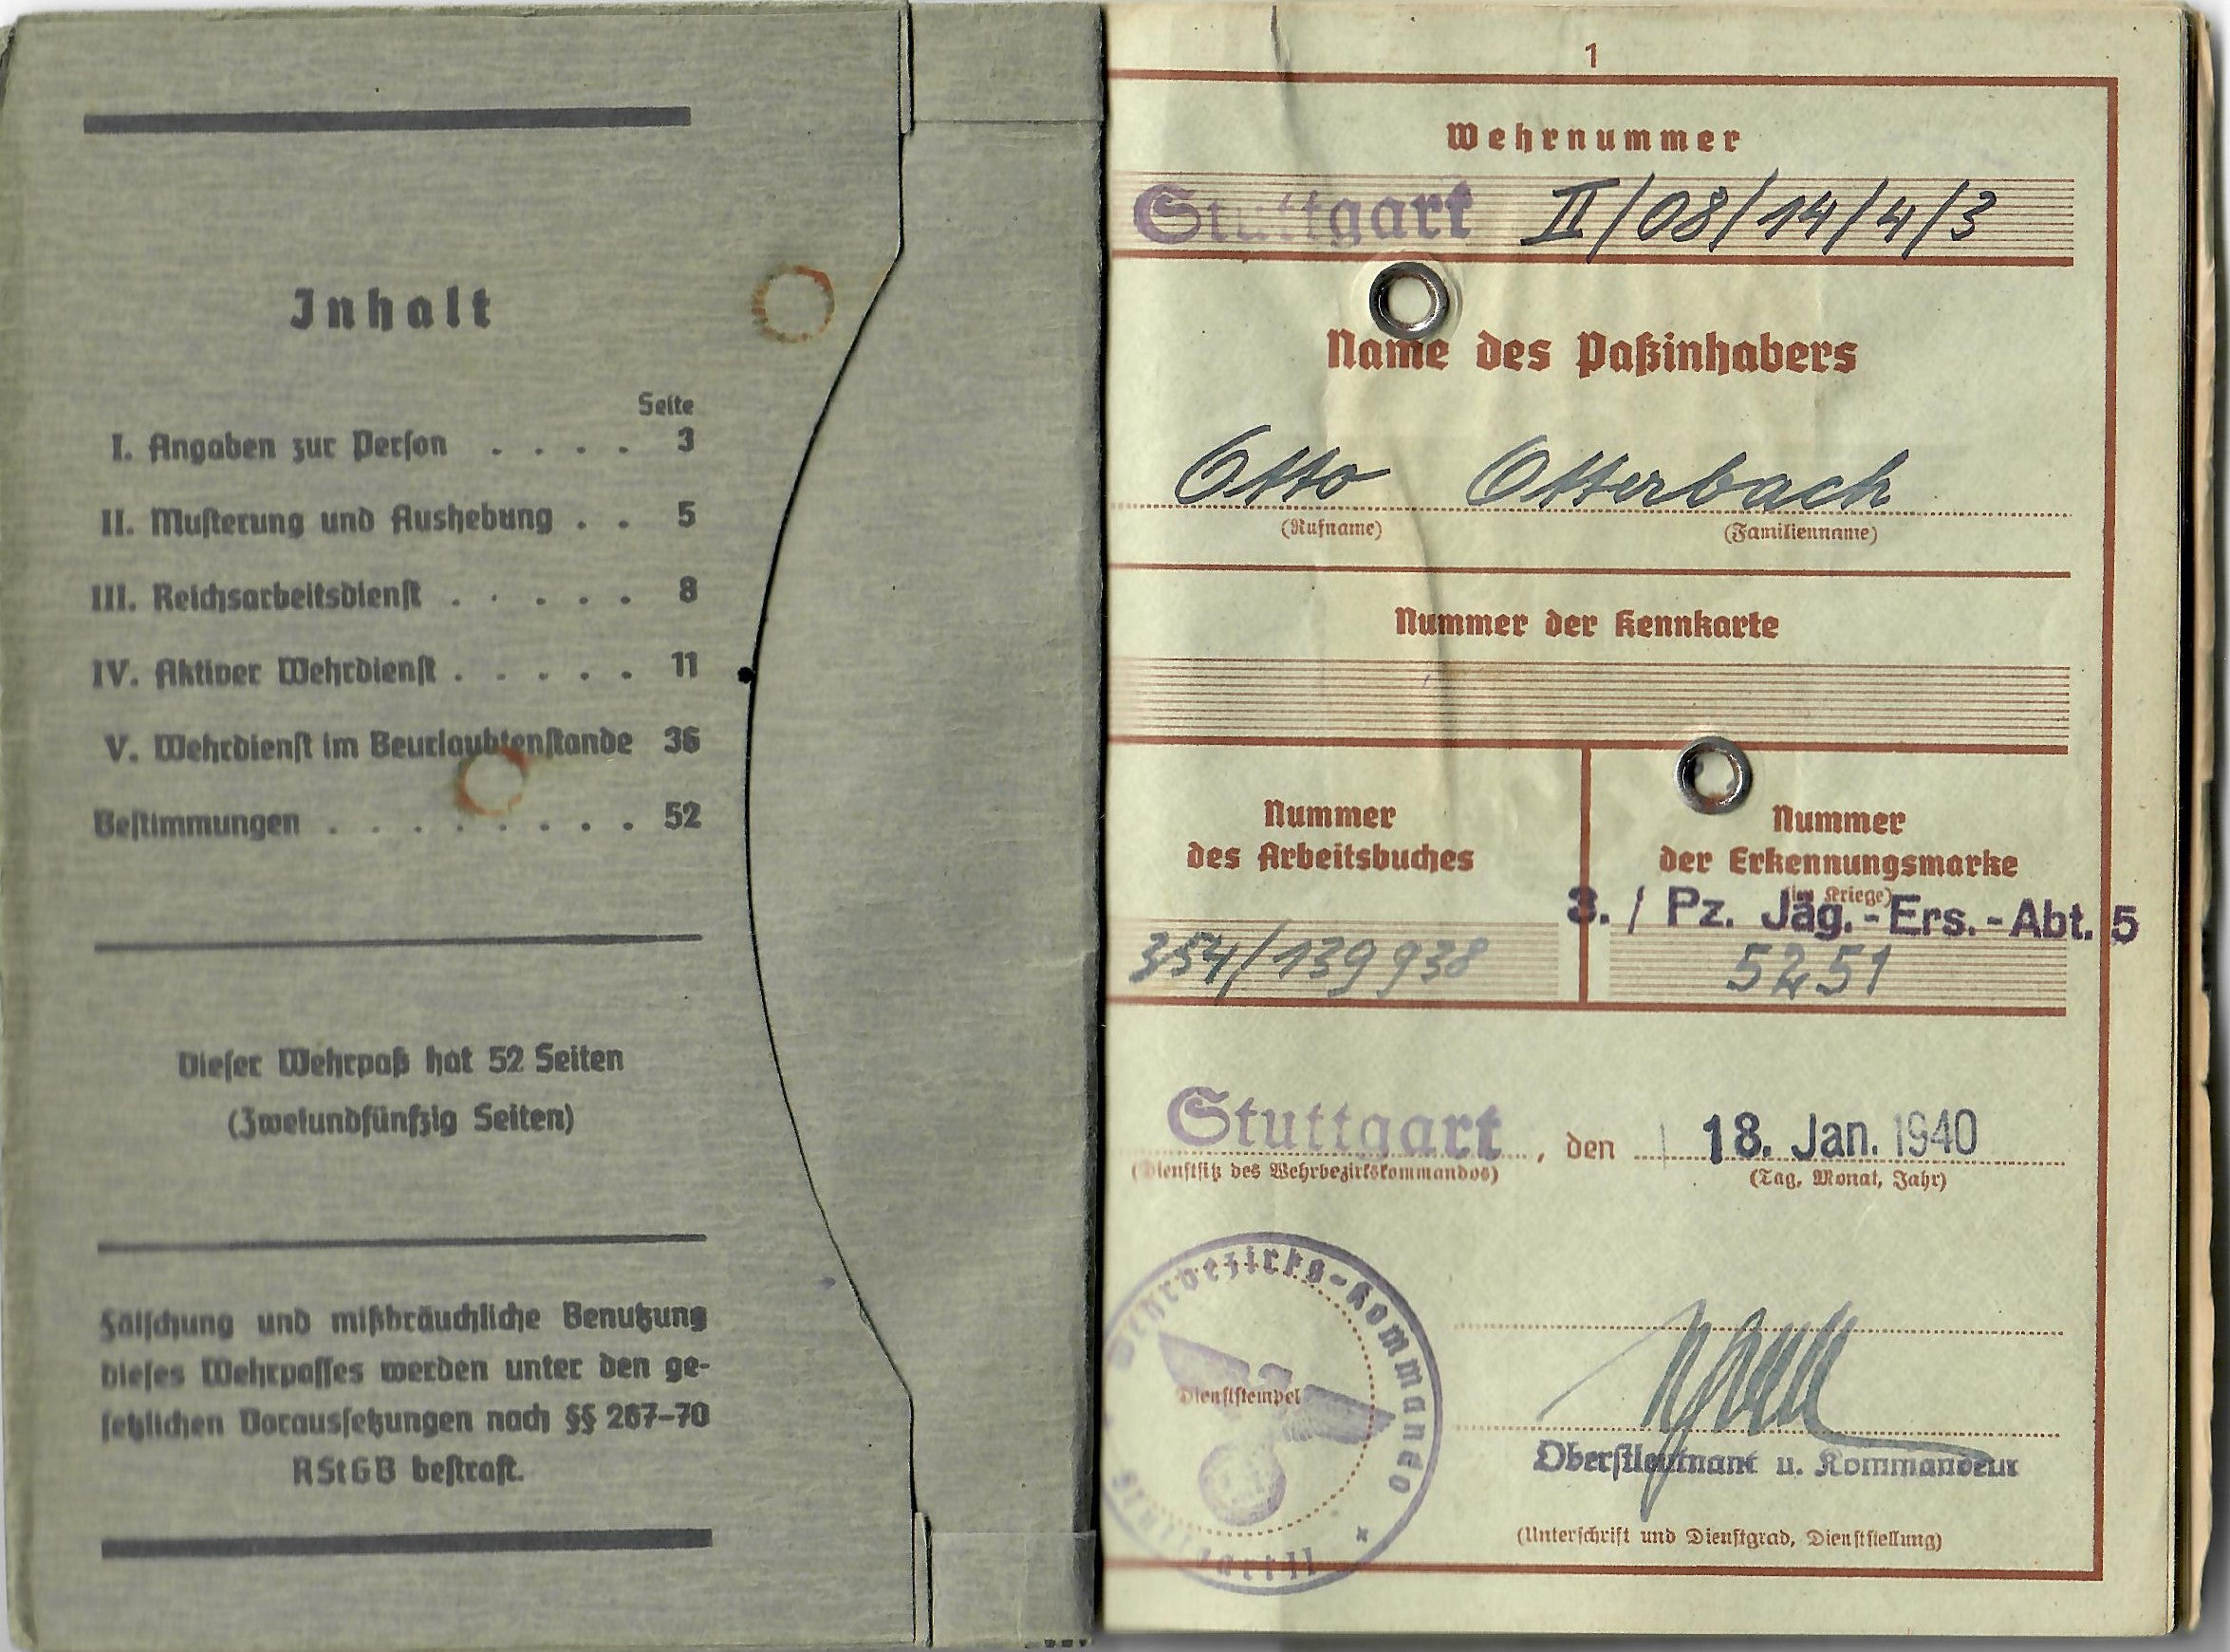 Inhalt
Seite
I. Angaben zur Person . . . . 3
II. Musterung und Aushebung . . 5
III. Reichsarbeitsdienst . . . . . 8
IV. Aktiver Wehrdienst . . . . . 11
V. Wehrdienst im Beurlaubtenstande 36
Bestimmungen . . . . . . . . 52
Dieser Wehrpaß hat 52 Seiten
(Zweiundfünfzig Seiten)
Fälschung und mißbräuchliche Benutzung
dieses Wehrpasses werden unter den ge-
setzlichen Voraussetzungen nach §§ 267–70
RStGB bestraft.
1
Wehrnummer
Stuttgart II/08/14/4/3
Name des Paßinhabers
Otto Otterbach
(Rufname) (Familienname)
Nummer der Kennkarte
Nummer
des Arbeitsbuches
354/139938
Nummer
der Erkennungsmarke
(im Kriege)
3. / Pz. Jäg.-Ers.-Abt. 5
5251
Stuttgart, den 18. Jan. 1940
(Dienstsitz des Wehrbezirkskommandos) (Tag, Monat, Jahr)
Wehrbezirks-Kommando
Stuttgart II
Dienststempel
Oberstleutnant u. Kommandeur
(Unterschrift und Dienstgrad, Dienststellung)